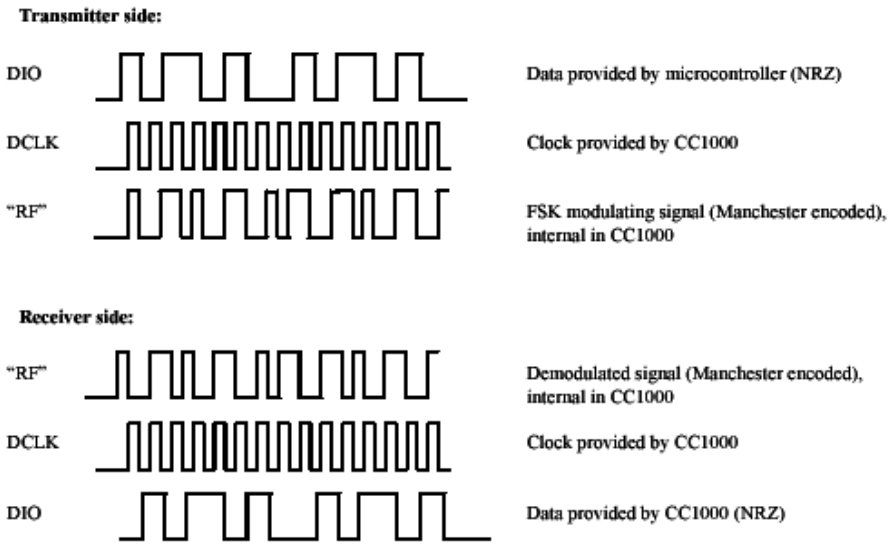 Transmitter side:
DIO
Data provided by microcontroller (NRZ)
DCLK
Clock provided by CC1000
“RF”
FSK modulating signal (Manchester encoded),
internal in CC1000
Receiver side:
“RF”
Demodulated signal (Manchester encoded),
internal in CC1000
DCLK
Clock provided by CC1000
DIO
Data provided by CC1000 (NRZ)